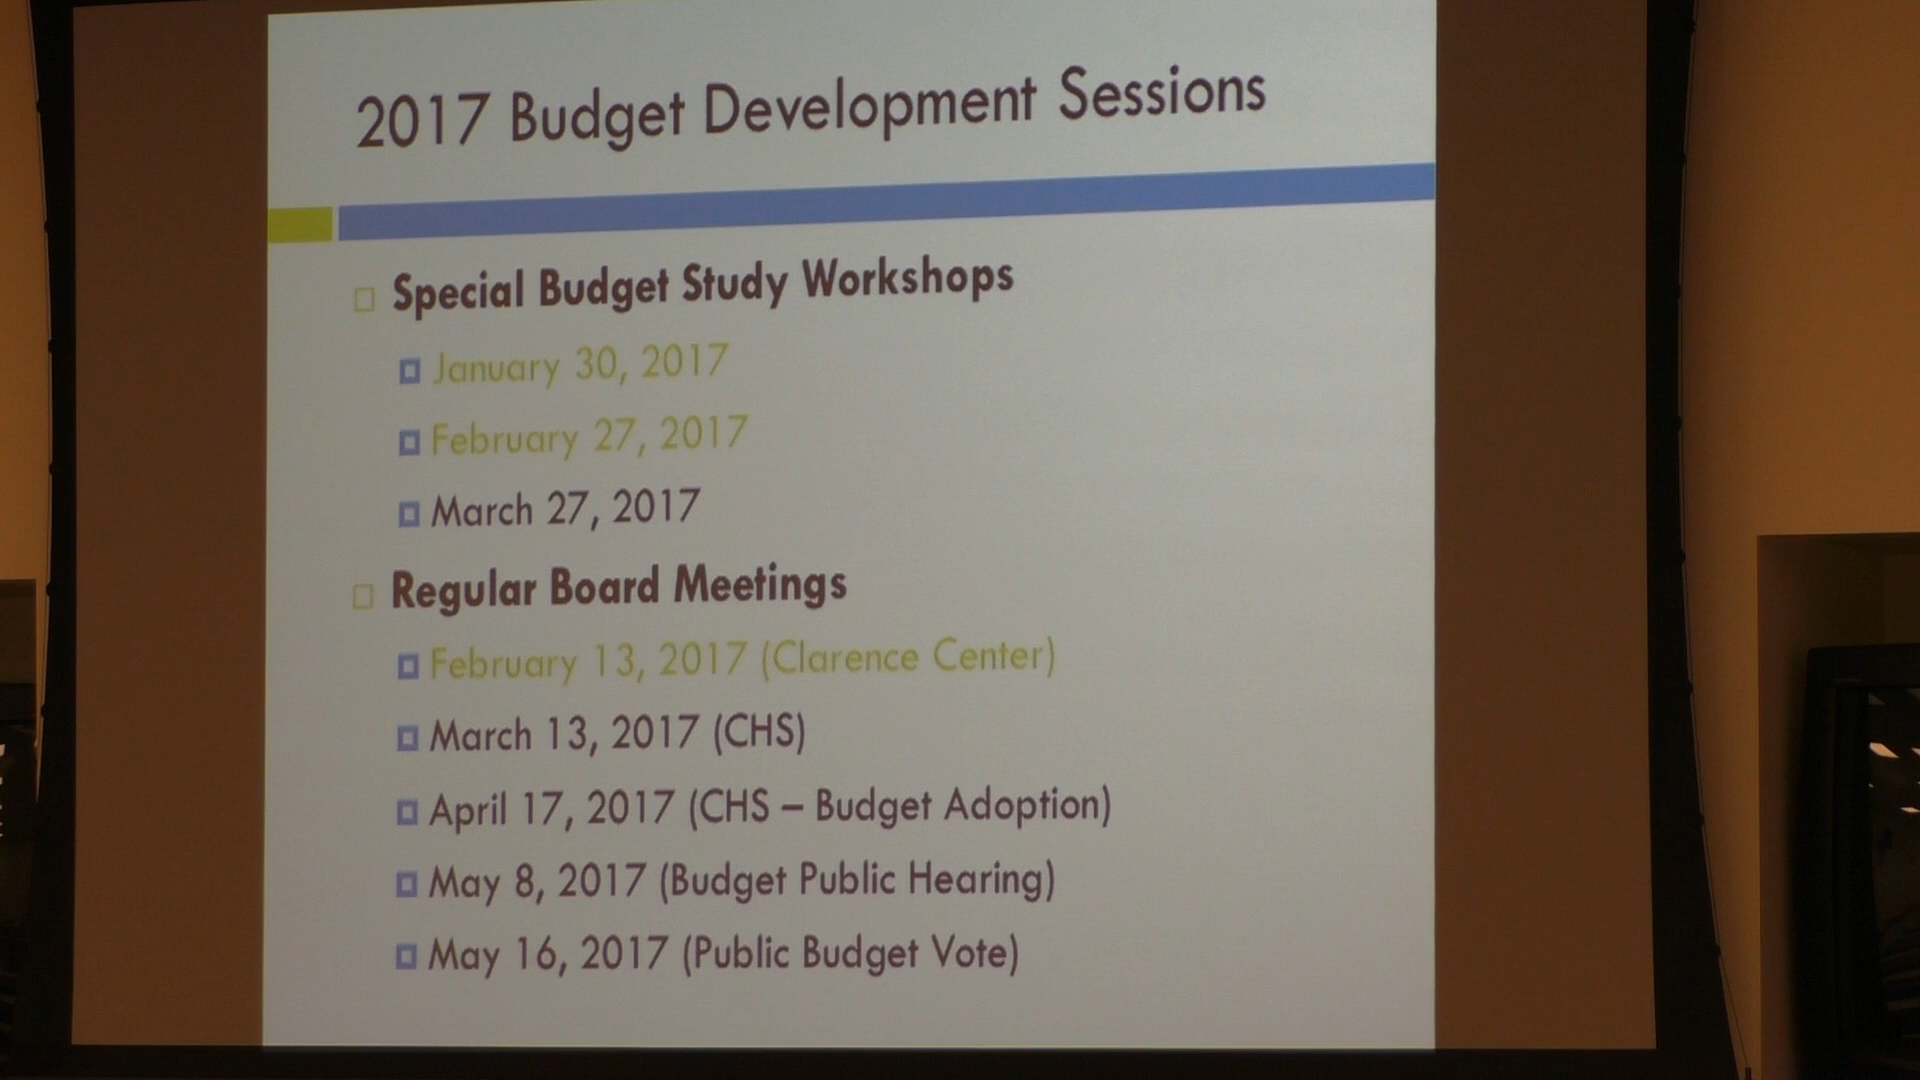 2017 Budget Development Sessions
Special Budget Study Workshops
January 30, 2017
February 27, 2017
March 27, 2017
Regular Board Meetings
February 13, 2017 (Clarence Center)
March 13, 2017 (CHS)
April 17, 2017 (CHS – Budget Adoption)
May 8, 2017 (Budget Public Hearing)
May 16, 2017 (Public Budget Vote)